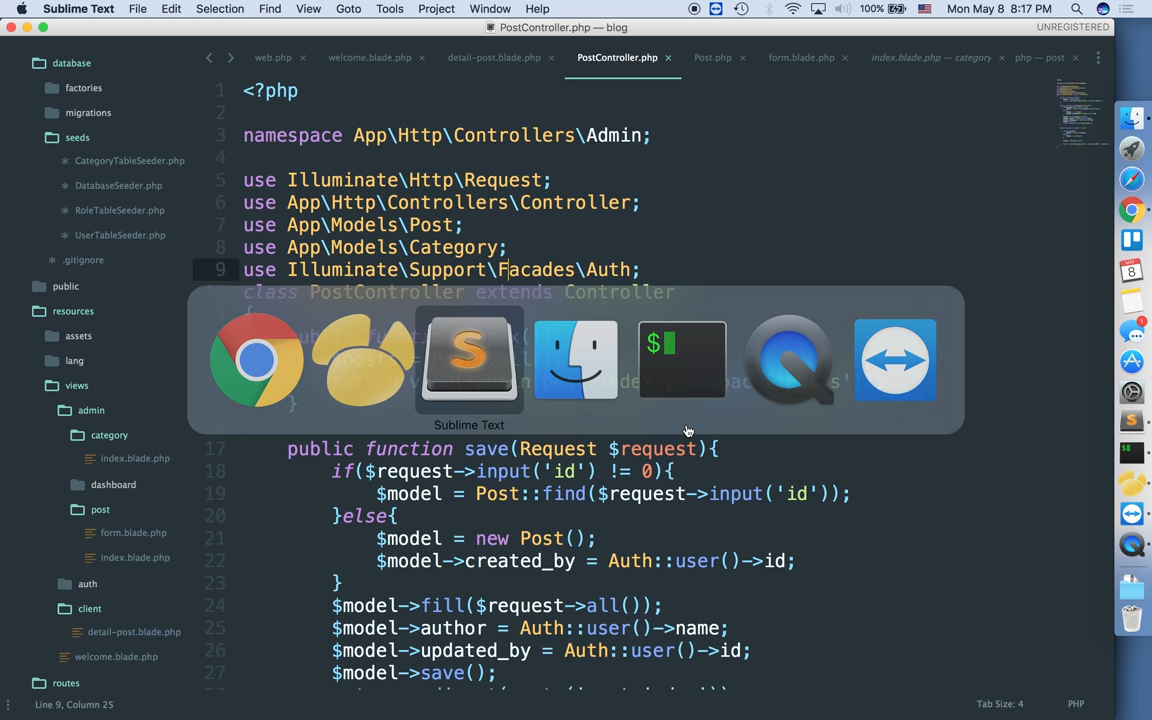 Sublime Text File Edit Selection Find View Goto Tools Project Window Help 100% Mon May 8 8:17 PM
PostController.php — blog
UNREGISTERED
database
factories
migrations
seeds
CategoryTableSeeder.php
DatabaseSeeder.php
RoleTableSeeder.php
UserTableSeeder.php
.gitignore
public
resources
assets
lang
views
admin
category
index.blade.php
dashboard
post
form.blade.php
index.blade.php
auth
client
detail-post.blade.php
welcome.blade.php
routes
web.php × welcome.blade.php × detail-post.blade.php × PostController.php × Post.php × form.blade.php × index.blade.php — category × php — post ×
1 <?php
2
3 namespace App\Http\Controllers\Admin;
4
5 use Illuminate\Http\Request;
6 use App\Http\Controllers\Controller;
7 use App\Models\Post;
8 use App\Models\Category;
9 use Illuminate\Support\Facades\Auth;
class PostController extends Controller
{
}
$
Sublime Text
17 public function save(Request $request){
18 if($request->input('id') != 0){
19 $model = Post::find($request->input('id'));
20 }else{
21 $model = new Post();
22 $model->created_by = Auth::user()->id;
23 }
24 $model->fill($request->all());
25 $model->author = Auth::user()->name;
26 $model->updated_by = Auth::user()->id;
27 $model->save();
Line 9, Column 25
Tab Size: 4
PHP
MAY
8
1